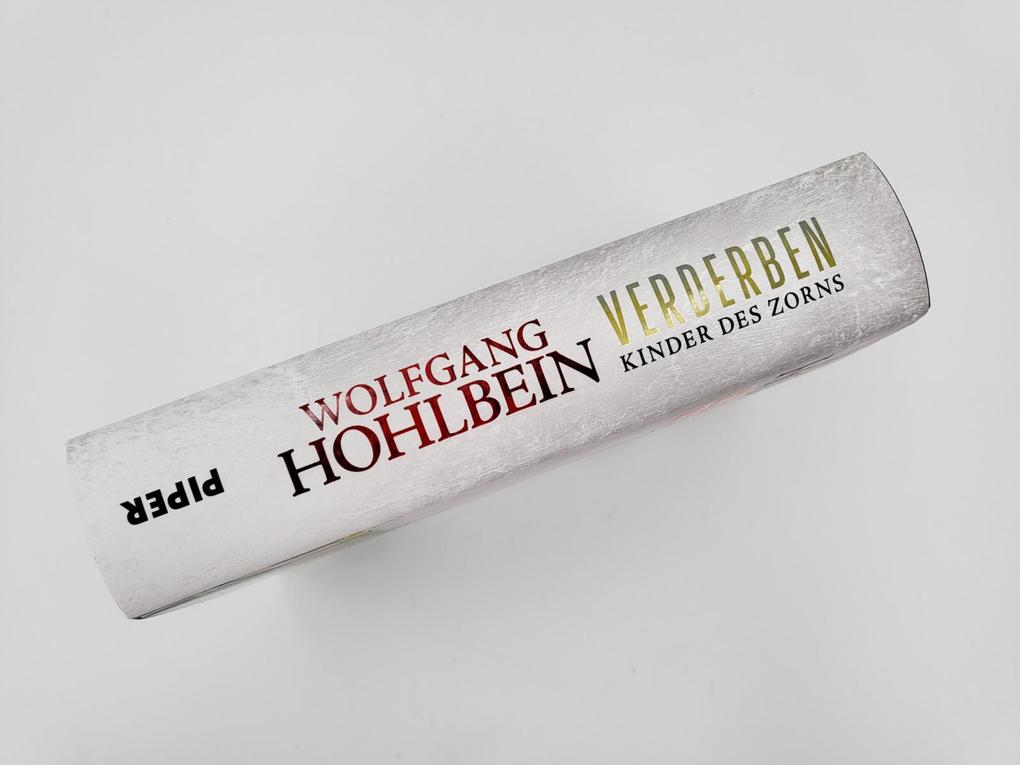 WOLFGANG
HOHLBEIN
VERDERBEN
KINDER DES ZORNS
PIPER